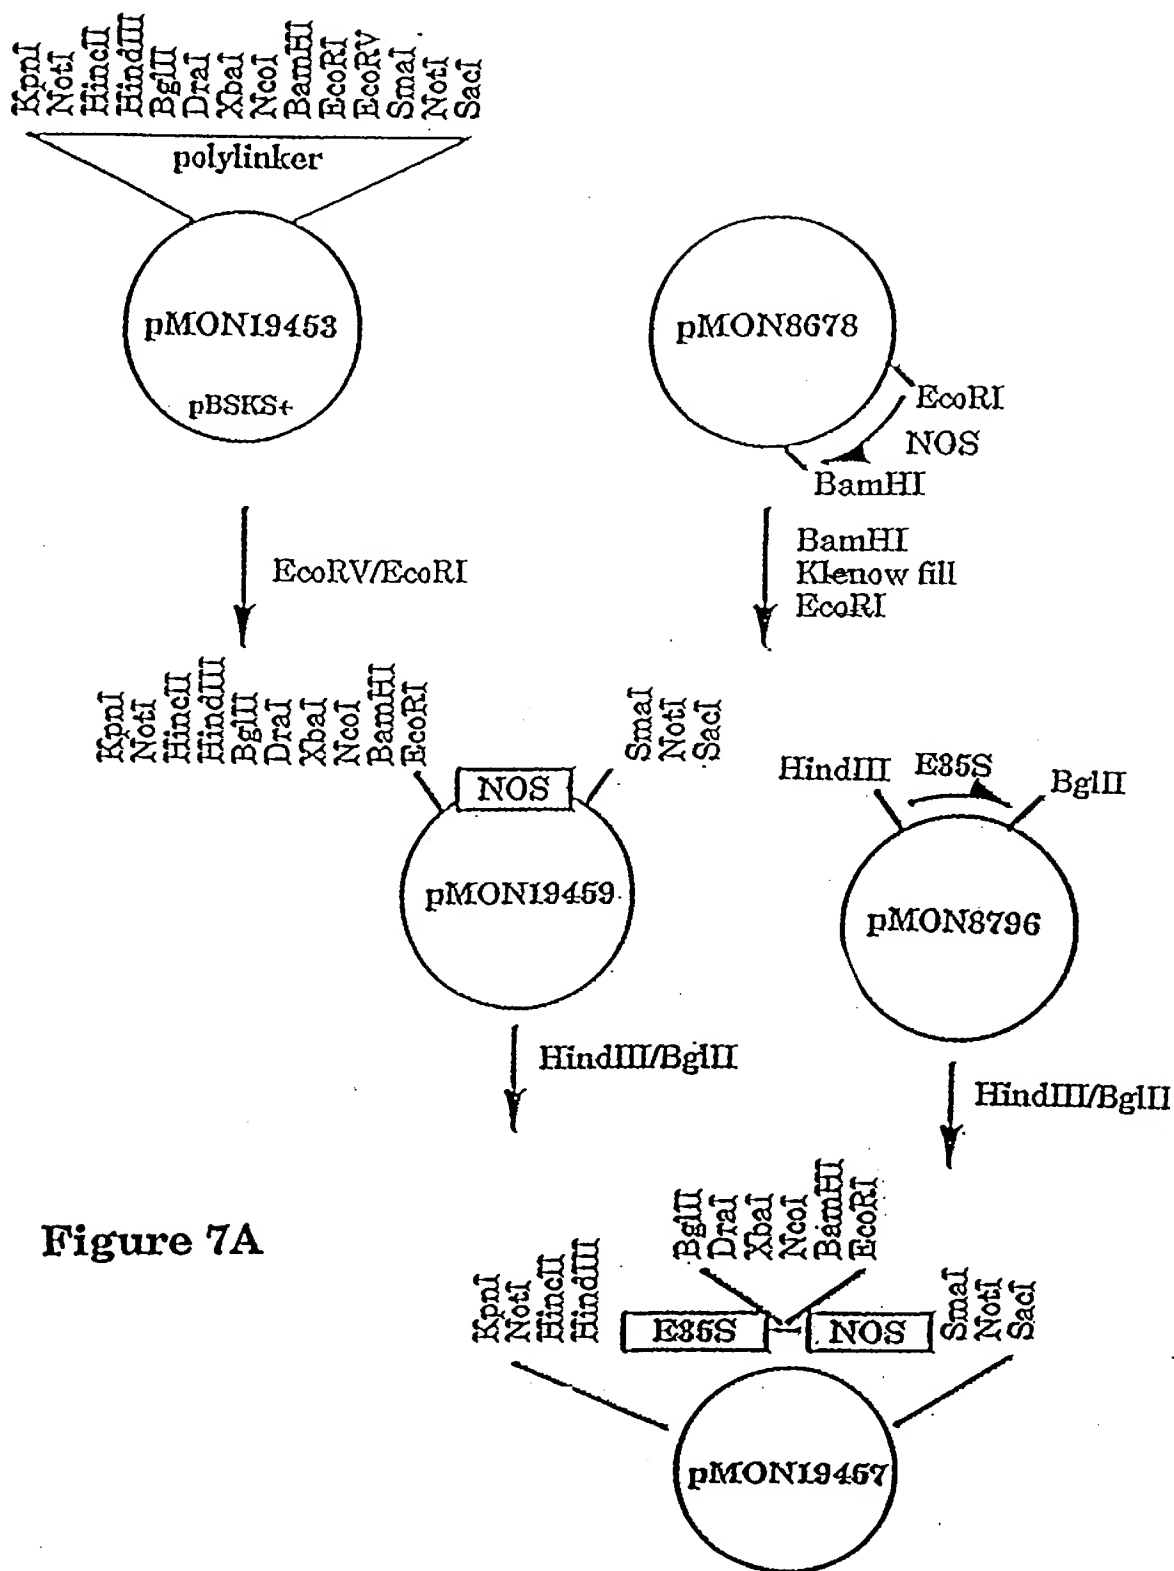 KpnI
NotI
HincII
HindIII
BglII
DraI
XbaI
NcoI
BamHI
EcoRI
EcoRV
SmaI
NotI
SacI
polylinker
pMON19453
pBSKS+
pMON8678
EcoRI
NOS
BamHI
EcoRV/EcoRI
BamHI
Klenow fill
EcoRI
KpnI
NotI
HincII
HindIII
BglII
DraI
XbaI
NcoI
BamHI
EcoRI
NOS
SmaI
NotI
SacI
pMON19459
HindIII
E35S
BglII
pMON8796
HindIII/BglII
HindIII/BglII
Figure 7A
KpnI
NotI
HincII
HindIII
E35S
BglII
DraI
XbaI
NcoI
BamHI
EcoRI
NOS
SmaI
NotI
SacI
pMON19467